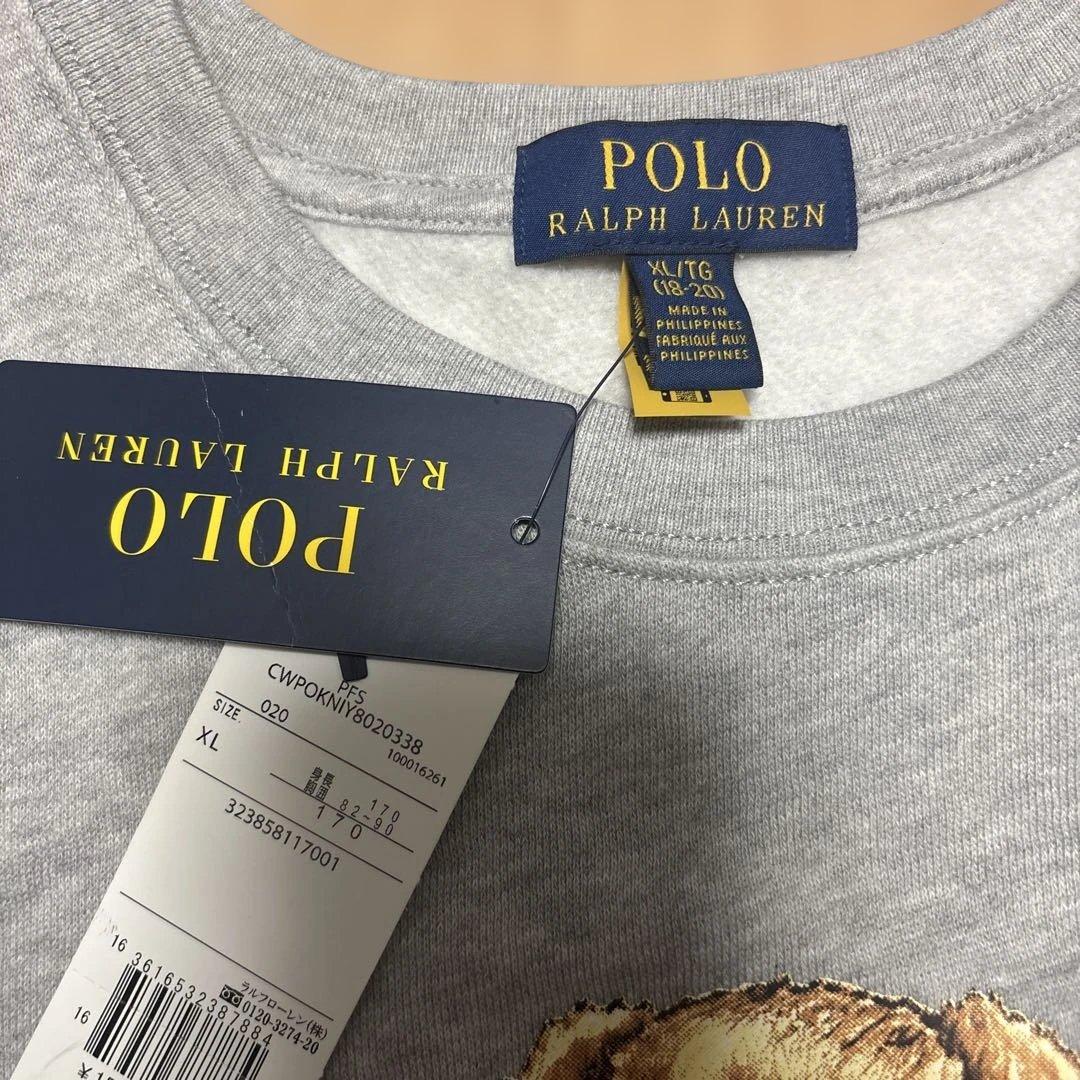 POLO
RALPH LAUREN
XL/TG
(18-20)
MADE IN
PHILIPPINES
FABRIQUÉ AUX
PHILIPPINES
POLO
RALPH LAUREN
PFS
CWPOKNIY8020338
020
100016261
SIZE.
XL
身長 170
胸囲 82~90
170
323858117001
16
3616532387884
ラルフローレン(株)
0120-3274-20
16